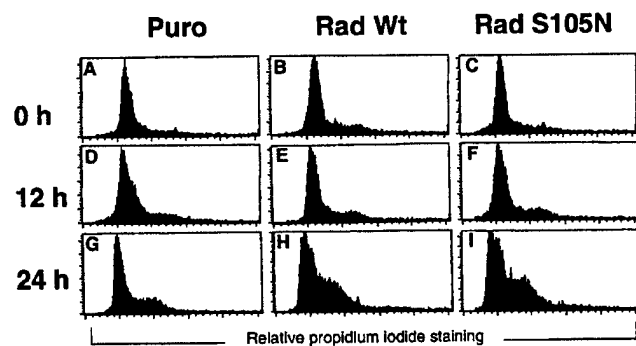 Puro Rad Wt Rad S105N
0 h A B C
12 h D E F
24 h G H I
Relative propidium iodide staining